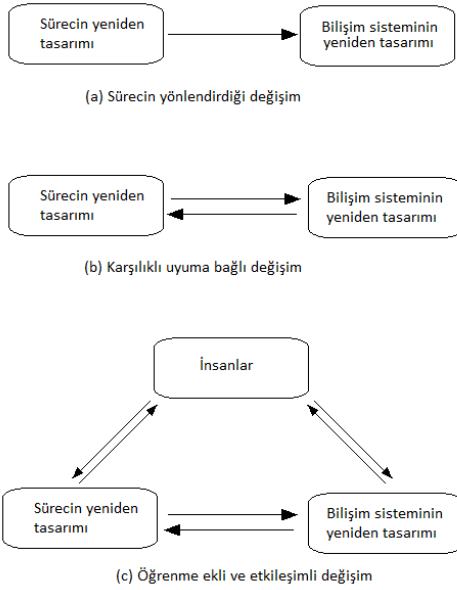 Sürecin yeniden
tasarımı
Bilişim sisteminin
yeniden tasarımı
(a) Sürecin yönlendirdiği değişim
Sürecin yeniden
tasarımı
Bilişim sisteminin
yeniden tasarımı
(b) Karşılıklı uyuma bağlı değişim
İnsanlar
Sürecin yeniden
tasarımı
Bilişim sisteminin
yeniden tasarımı
(c) Öğrenme ekli ve etkileşimli değişim